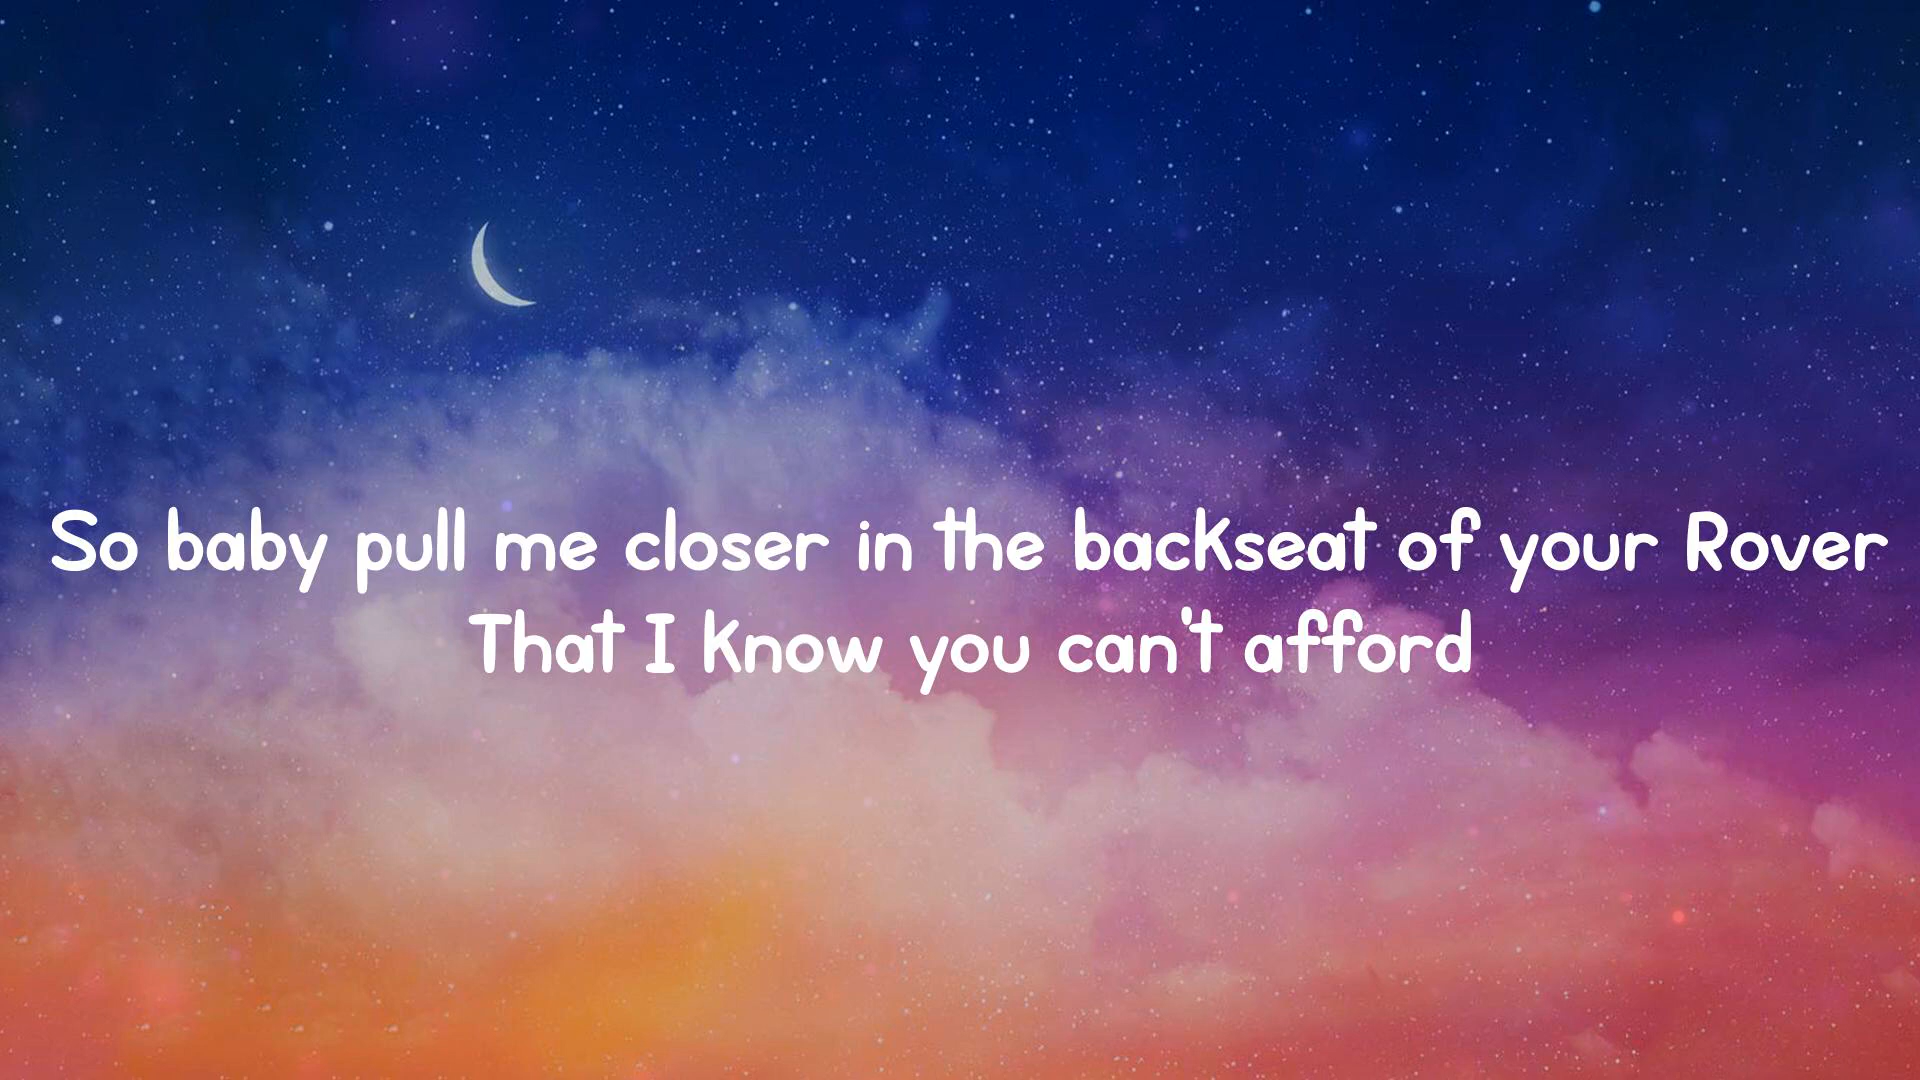 So baby pull me closer in the backseat of your Rover
That I know you can't afford